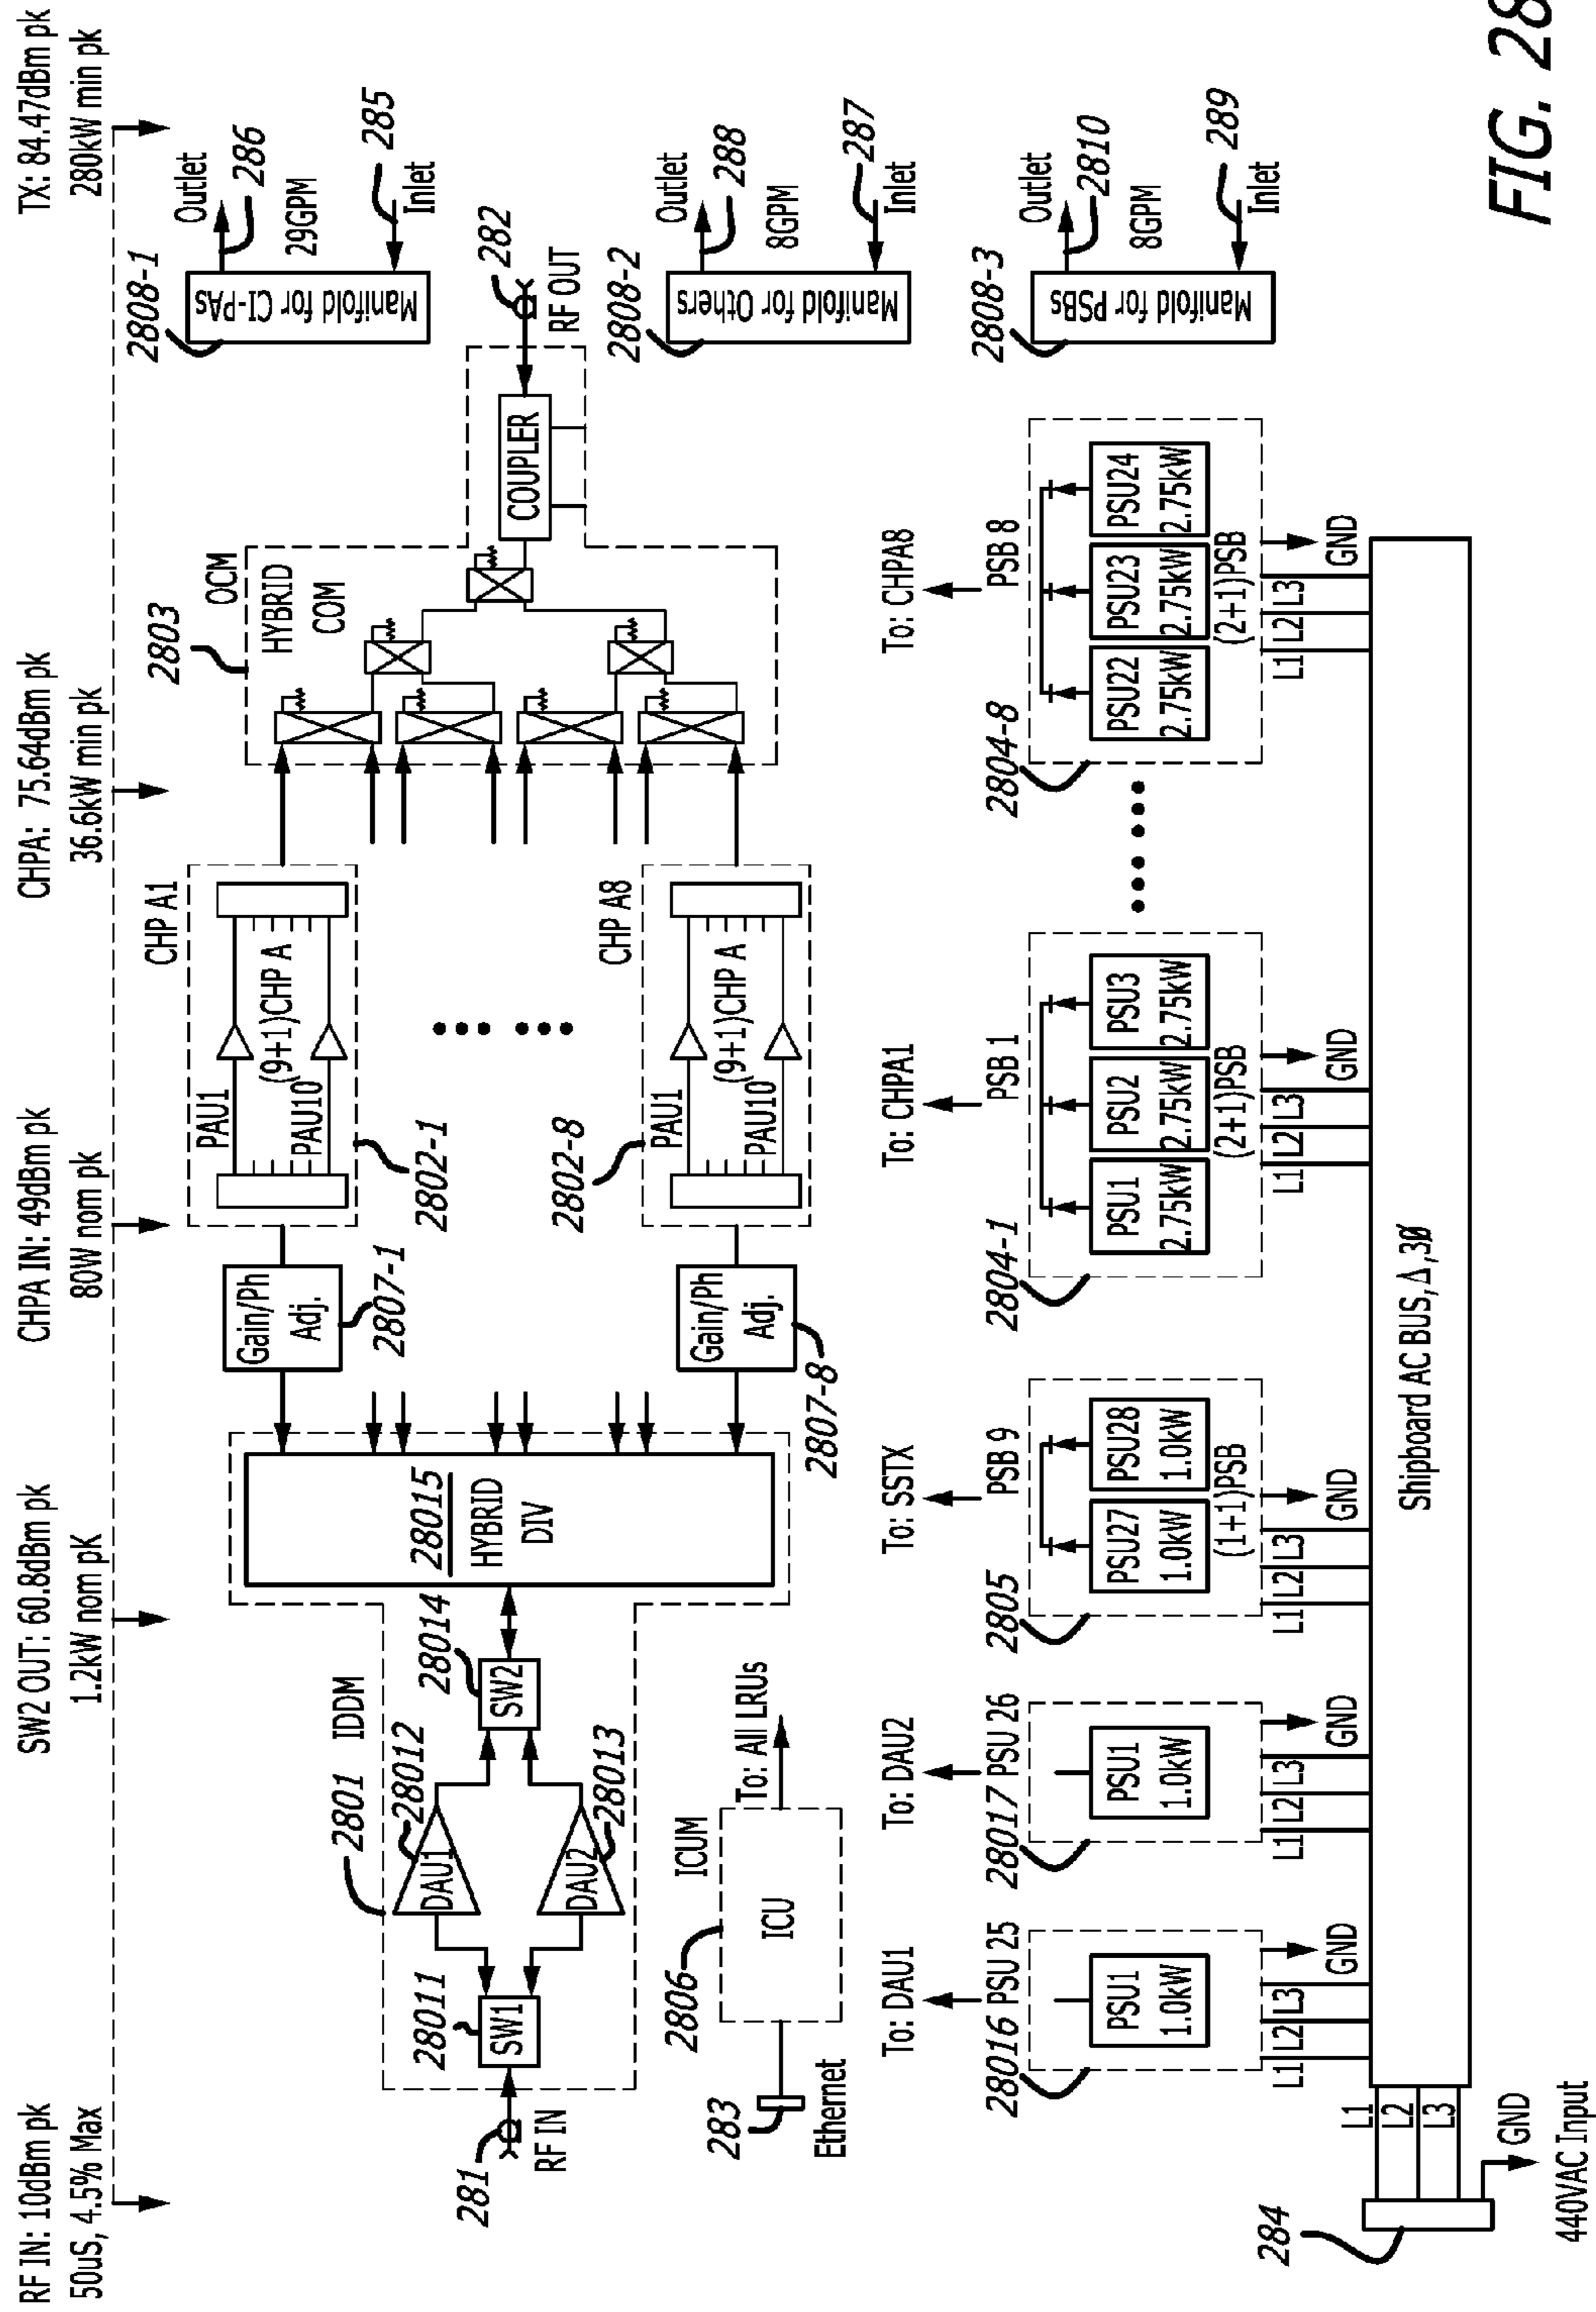 RF IN: 10dBm pk
50uS, 4.5% Max
SW2 OUT: 60.8dBm pk
1.2kW nom pK
CHPA IN: 49dBm pk
80W nom pk
CHPA: 75.64dBm pk
36.6kW min pk
TX: 84.47dBm pk
280kW min pk
281
RF IN
28011
SW1
2801
IDDM
28012
DAU1
DAU2
28013
28014
SW2
28015
HYBRID
DIV
Gain/Ph
Adj.
2807-1
Gain/Ph
Adj.
2807-8
CHP A1
PAU1
(9+1)CHP A
PAU10
2802-1
CHP A8
2802-8
PAU1
(9+1)CHP A
PAU10
2803
OCM
HYBRID
COM
COUPLER
282
RF OUT
2808-1
Manifold for CI-PAs
Outlet
286
29GPM
285
Inlet
2808-2
Manifold for Others
Outlet
288
8GPM
287
Inlet
2808-3
Manifold for PSBs
Outlet
2810
8GPM
289
Inlet
283
Ethernet
2806
ICUM
ICU
To: All LRUs
To: DAU1
28016
PSU 25
PSU1
1.0kW
L1
L2
L3
GND
To: DAU2
28017
PSU 26
PSU1
1.0kW
L1
L2
L3
GND
To: SSTX
2805
PSB 9
PSU27
1.0kW
PSU28
1.0kW
(1+1)PSB
L1
L2
L3
GND
To: CHPA1
2804-1
PSB 1
PSU1
2.75kW
PSU2
2.75kW
PSU3
2.75kW
(2+1)PSB
L1
L2
L3
GND
To: CHPA8
2804-8
PSB 8
PSU22
2.75kW
PSU23
2.75kW
PSU24
2.75kW
(2+1)PSB
L1
L2
L3
GND
284
L1
L2
L3
GND
440VAC Input
Shipboard AC BUS, Δ, 3Ø
FIG. 28